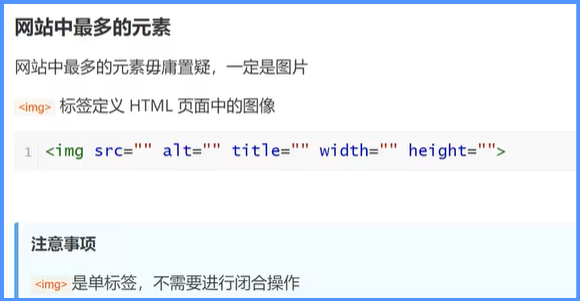 网站中最多的元素
网站中最多的元素毋庸置疑，一定是图片
<img> 标签定义 HTML 页面中的图像
1 <img src="" alt="" title="" width="" height="">
注意事项
<img> 是单标签，不需要进行闭合操作